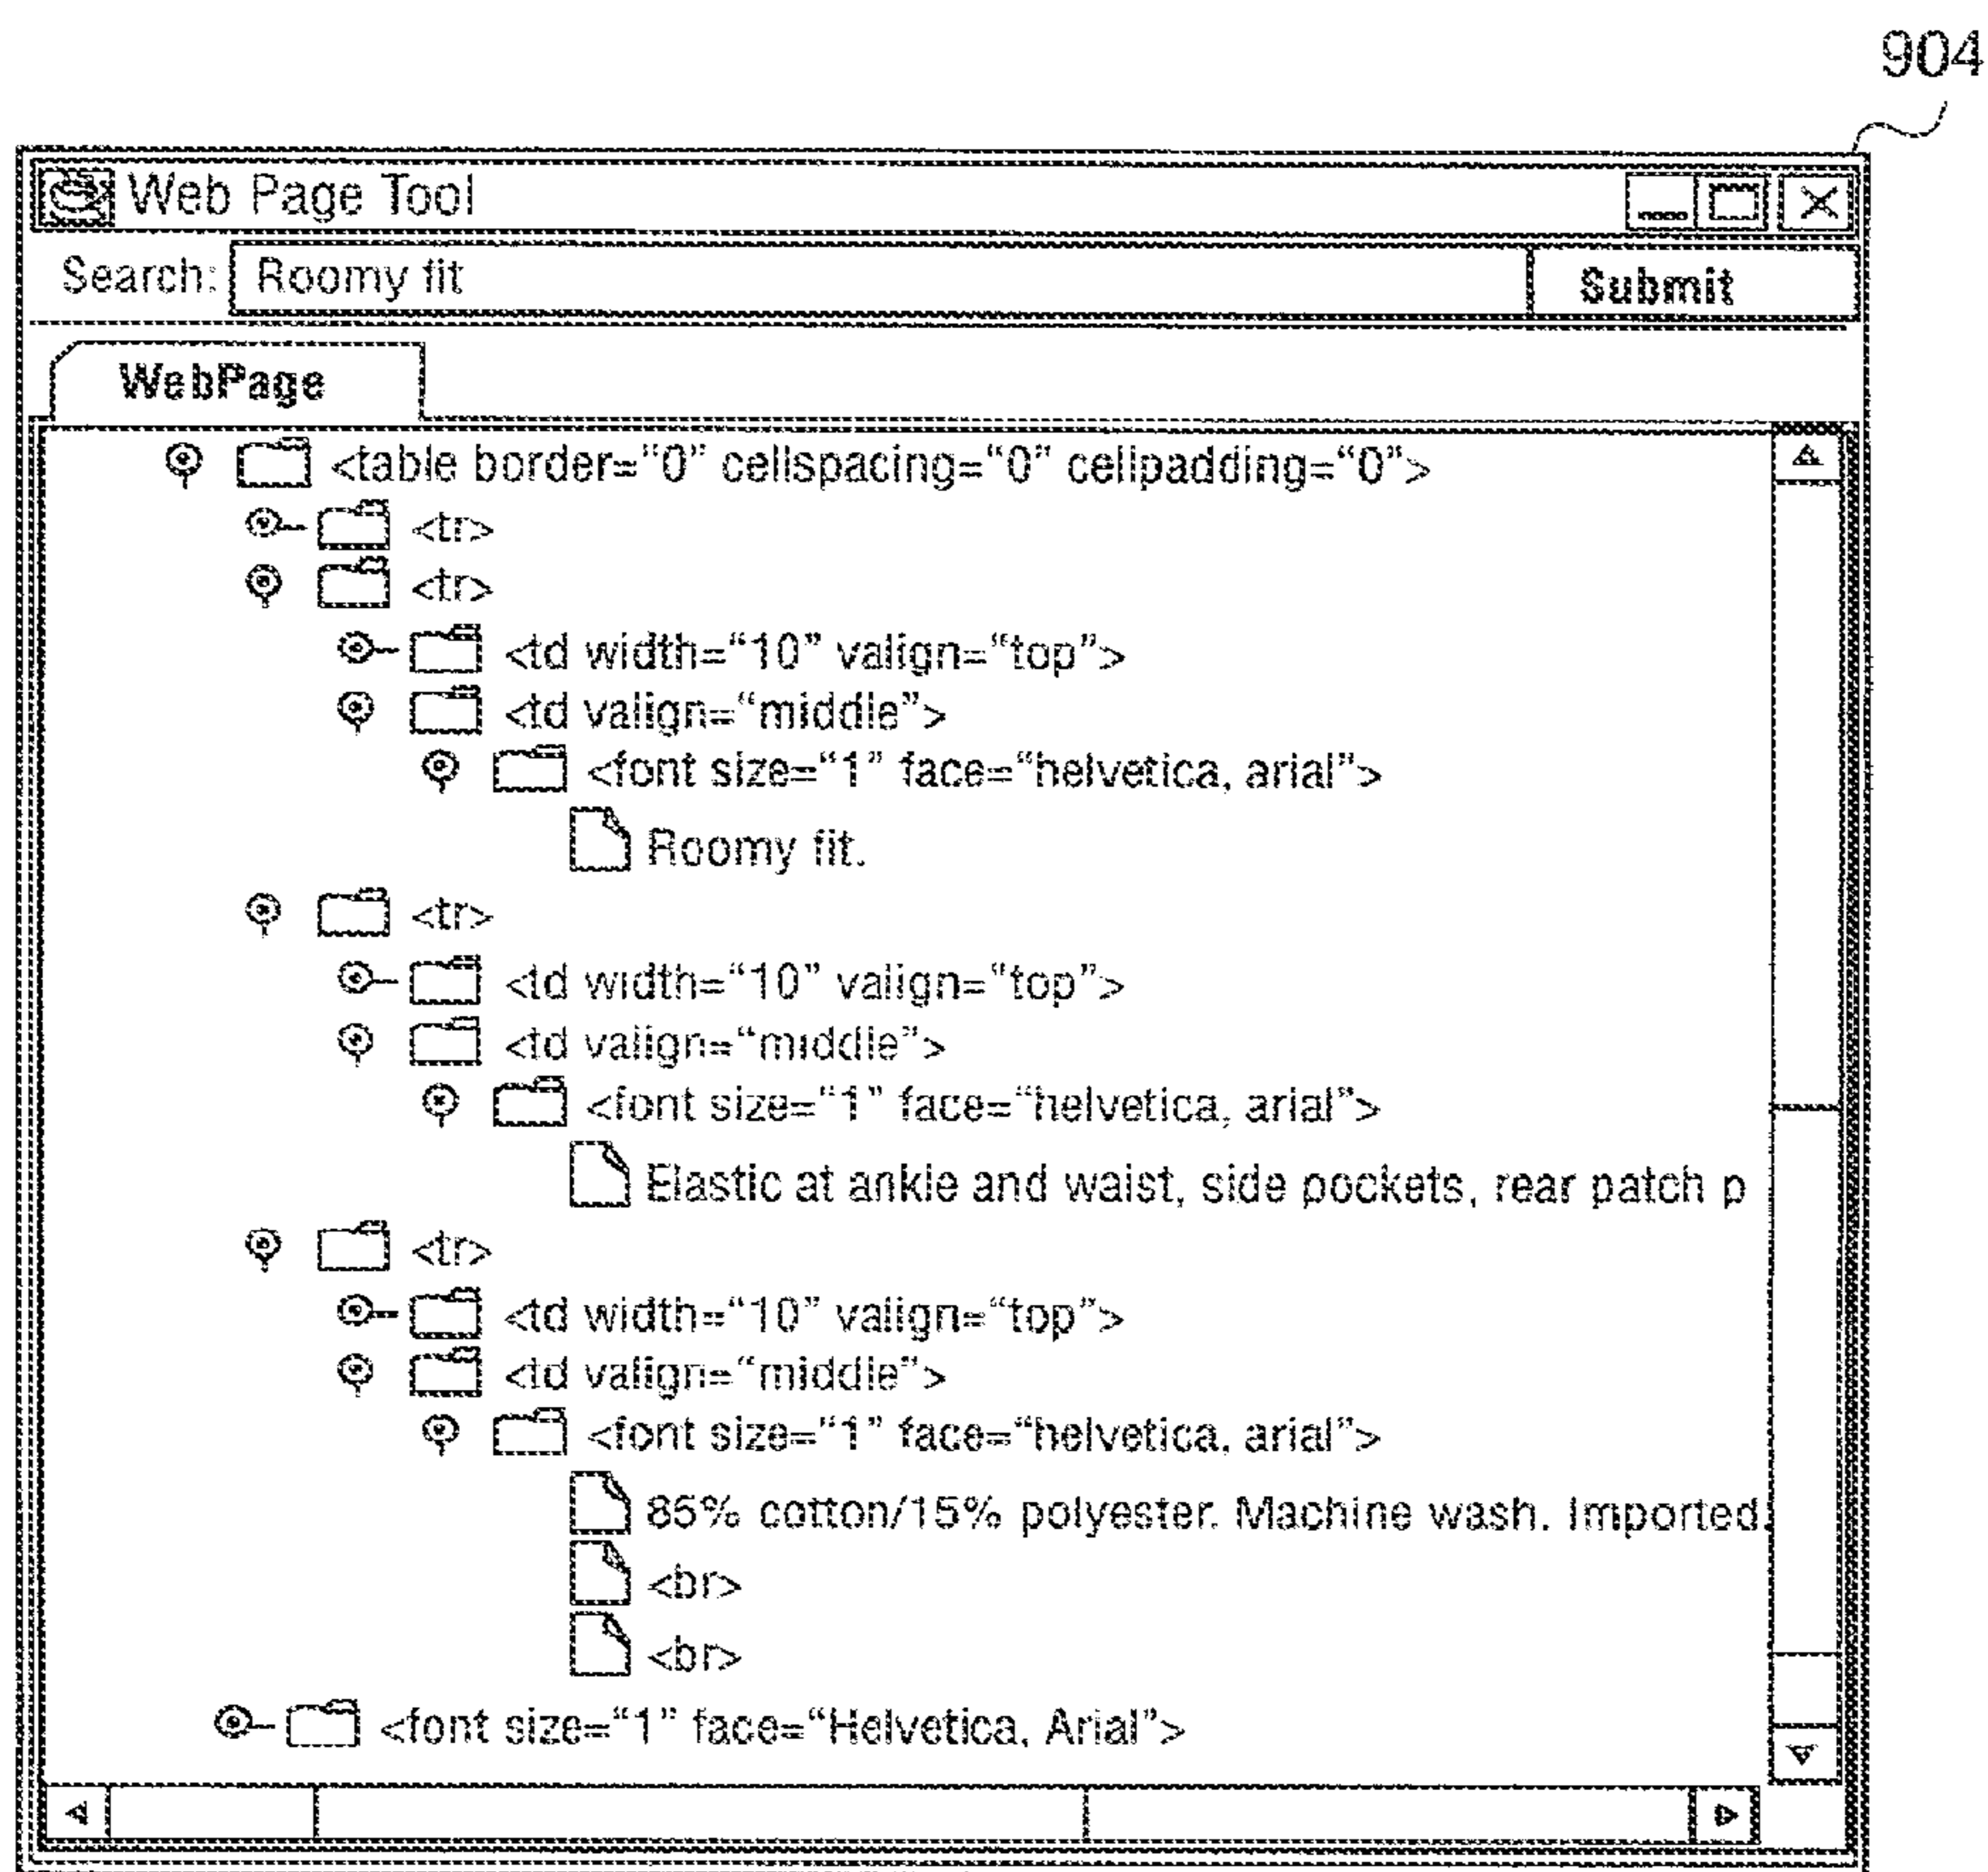 904
Web Page Tool
Search: Roomy fit Submit
WebPage
<table border="0" cellspacing="0" cellpadding="0">
<tr>
<tr>
<td width="10" valign="top">
<td valign="middle">
<font size="1" face="helvetica, arial">
Roomy fit.
<tr>
<td width="10" valign="top">
<td valign="middle">
<font size="1" face="helvetica, arial">
Elastic at ankle and waist, side pockets, rear patch p
<tr>
<td width="10" valign="top">
<td valign="middle">
<font size="1" face="helvetica, arial">
85% cotton/15% polyester. Machine wash. Imported.
<br>
<br>
<font size="1" face="Helvetica, Arial">